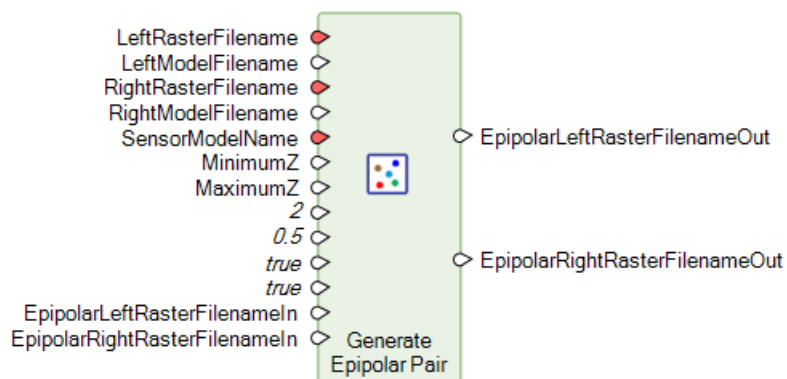 LeftRasterFilename
LeftModelFilename
RightRasterFilename
RightModelFilename
SensorModelName
MinimumZ
MaximumZ
2
0.5
true
true
EpipolarLeftRasterFilenameIn
EpipolarRightRasterFilenameIn
Generate
Epipolar Pair
EpipolarLeftRasterFilenameOut
EpipolarRightRasterFilenameOut